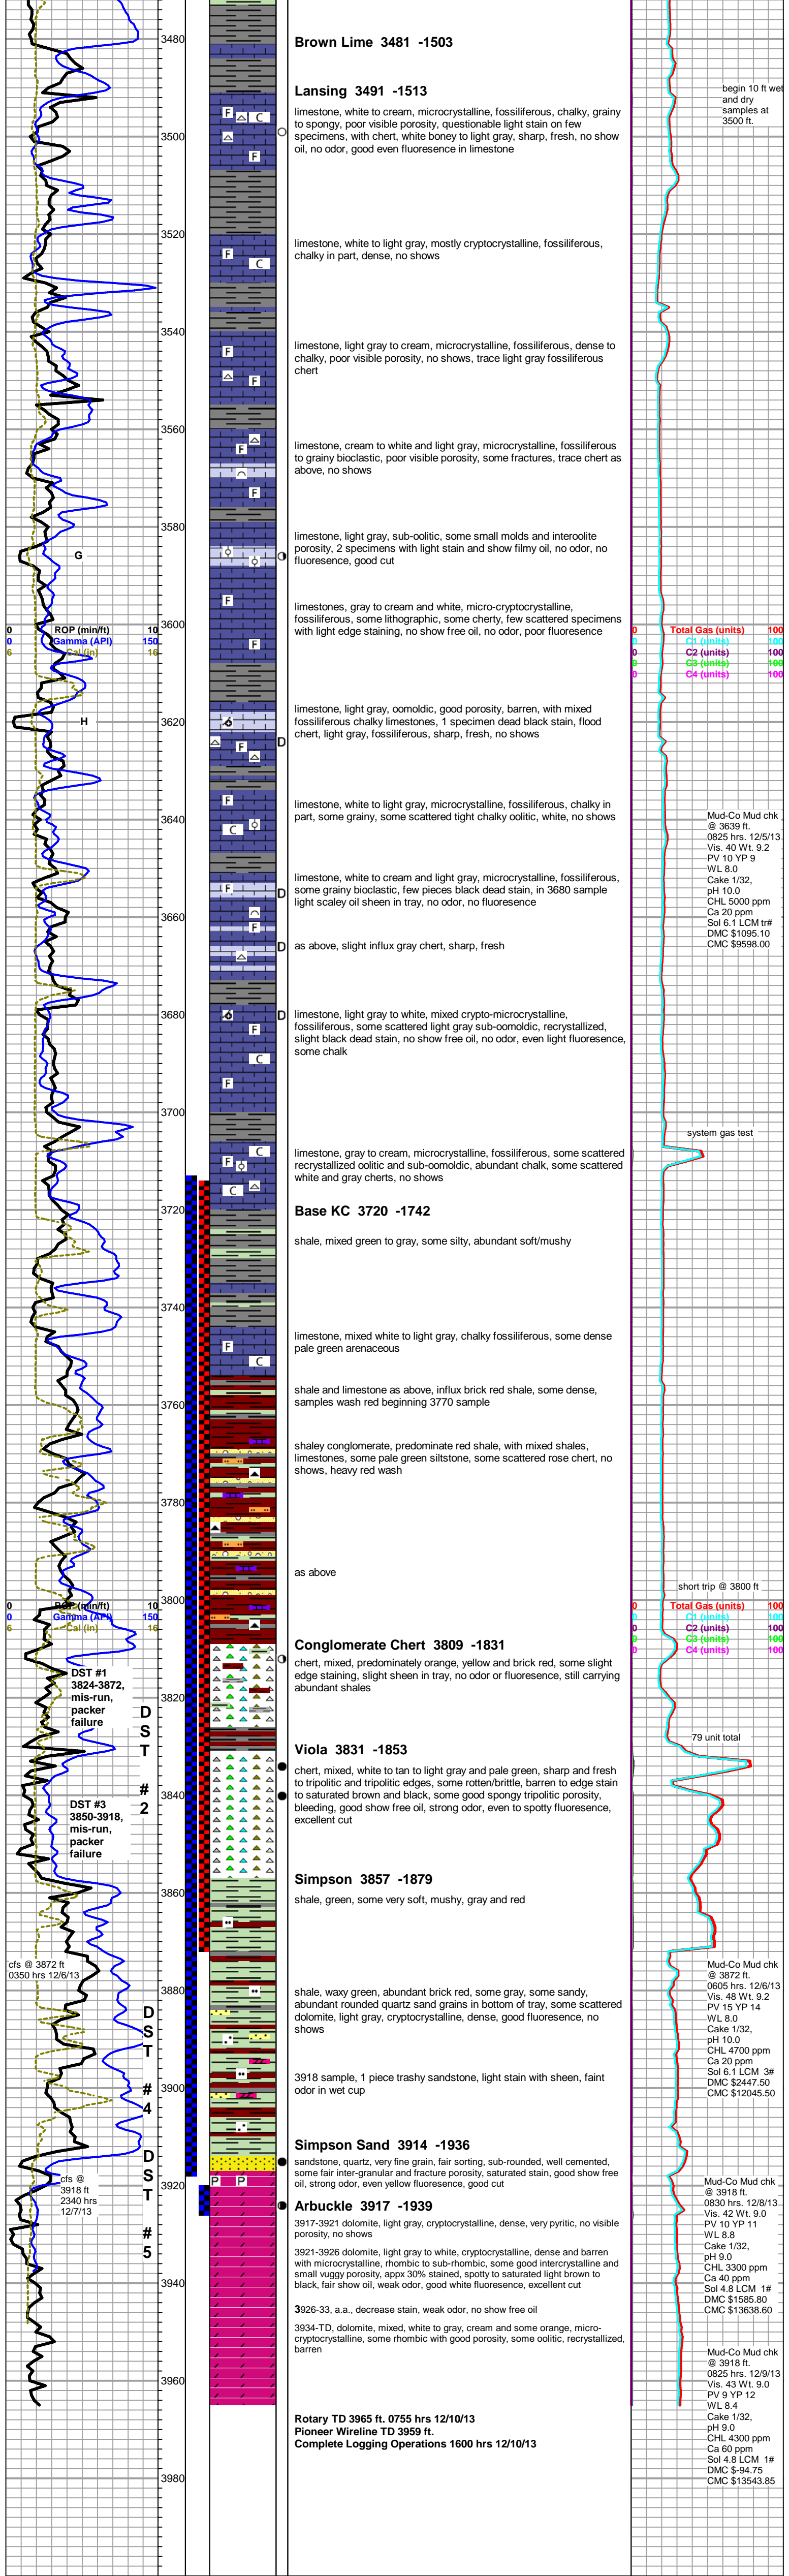 3480
Brown Lime 3481 -1503
Lansing 3491 -1513
begin 10 ft wet
and dry
samples at
3500 ft.
limestone, white to cream, microcrystalline, fossiliferous, chalky, grainy
to spongy, poor visible porosity, questionable light stain on few
specimens, with chert, white boney to light gray, sharp, fresh, no show
oil, no odor, good even fluorescence in limestone
F
C
F
3500
3520
limestone, white to light gray, mostly cryptocrystalline, fossiliferous,
chalky in part, dense, no shows
F
C
3540
limestone, light gray to cream, microcrystalline, fossiliferous, dense to
chalky, poor visible porosity, no shows, trace light gray fossiliferous
chert
F
F
3560
limestone, cream to white and light gray, microcrystalline, fossiliferous
to grainy bioclastic, poor visible porosity, some fractures, trace chert as
above, no shows
F
F
3580
limestone, light gray, sub-oolitic, some small molds and interoolite
porosity, 2 specimens with light stain and show filmy oil, no odor, no
fluoresence, good cut
G
limestones, gray to cream and white, micro-cryptocrystalline,
fossiliferous, some lithographic, some cherty, few scattered specimens
with light edge staining, no show free oil, no odor, poor fluoresence
F
F
3600
0 ROP (min/ft) 10
0 Gamma (API) 150
6 Cal (in) 16
0 Total Gas (units) 100
0 C1 (units) 100
0 C2 (units) 100
0 C3 (units) 100
0 C4 (units) 100
limestone, light gray, oomoldic, good porosity, barren, with mixed
fossiliferous chalky limestones, 1 specimen dead black stain, flood
chert, light gray, fossiliferous, sharp, fresh, no shows
H
3620
D
F
F
3640
limestone, white to light gray, microcrystalline, fossiliferous, chalky in
part, some grainy, some scattered tight chalky oolitic, white, no shows
F
C
Mud-Co Mud chk
@ 3639 ft.
0825 hrs. 12/5/13
Vis. 40 Wt. 9.2
PV 10 YP 9
WL 8.0
Cake 1/32,
pH 10.0
CHL 5000 ppm
Ca 20 ppm
Sol 6.1 LCM tr#
DMC $1095.10
CMC $9598.00
limestone, white to cream and light gray, microcrystalline, fossiliferous,
some grainy bioclastic, few pieces black dead stain, in 3680 sample
light scaley oil sheen in tray, no odor, no fluoresence
F
D
3660
F
as above, slight influx gray chert, sharp, fresh
D
3680
D
limestone, light gray to white, mixed crypto-microcrystalline,
fossiliferous, some scattered light gray sub-oomoldic, recrystallized,
slight black dead stain, no show free oil, no odor, even light fluoresence,
some chalk
F
C
F
3700
system gas test
limestone, gray to cream, microcrystalline, fossiliferous, some scattered
recrystallized oolitic and sub-oomoldic, abundant chalk, some scattered
white and gray cherts, no shows
C
F
C
3720
Base KC 3720 -1742
shale, mixed green to gray, some silty, abundant soft/mushy
3740
limestone, mixed white to light gray, chalky fossiliferous, some dense
pale green arenaceous
F
C
3760
shale and limestone as above, influx brick red shale, some dense,
samples wash red beginning 3770 sample
shaley conglomerate, predominate red shale, with mixed shales,
limestones, some pale green siltstone, some scattered rose chert, no
shows, heavy red wash
3780
as above
short trip @ 3800 ft
3800
0 ROP (min/ft) 10
0 Gamma (API) 150
6 Cal (in) 16
0 Total Gas (units) 100
0 C1 (units) 100
0 C2 (units) 100
0 C3 (units) 100
0 C4 (units) 100
Conglomerate Chert 3809 -1831
chert, mixed, predominately orange, yellow and brick red, some slight
edge staining, slight sheen in tray, no odor or fluoresence, still carrying
abundant shales
DST #1
3824-3872,
mis-run,
packer
failure
3820
DST #2
79 unit total
Viola 3831 -1853
chert, mixed, white to tan to light gray and pale green, sharp and fresh
to tripolitic and tripolitic edges, some rotten/brittle, barren to edge stain
to saturated brown and black, some good spongy tripolitic porosity,
bleeding, good show free oil, strong odor, even to spotty fluoresence,
excellent cut
3840
DST #3
3850-3918,
mis-run,
packer
failure
Simpson 3857 -1879
3860
shale, green, some very soft, mushy, gray and red
cfs @ 3872 ft
0350 hrs 12/6/13
Mud-Co Mud chk
@ 3872 ft.
0605 hrs. 12/6/13
Vis. 48 Wt. 9.2
PV 15 YP 14
WL 8.0
Cake 1/32,
pH 10.0
CHL 4700 ppm
Ca 20 ppm
Sol 6.1 LCM 3#
DMC $2447.50
CMC $12045.50
3880
shale, waxy green, abundant brick red, some gray, some sandy,
abundant rounded quartz sand grains in bottom of tray, some scattered
dolomite, light gray, cryptocrystalline, dense, good fluoresence, no
shows
DST #4
3918 sample, 1 piece trashy sandstone, light stain with sheen, faint
odor in wet cup
3900
Simpson Sand 3914 -1936
sandstone, quartz, very fine grain, fair sorting, sub-rounded, well cemented,
some fair inter-granular and fracture porosity, saturated stain, good show free
oil, strong odor, even yellow fluoresence, good cut
DST #5
cfs @
3918 ft
2340 hrs
12/7/13
3920
P P
Arbuckle 3917 -1939
3917-3921 dolomite, light gray, cryptocrystalline, dense, very pyritic, no visible
porosity, no shows
3921-3926 dolomite, light gray to white, cryptocrystalline, dense and barren
with microcrystalline, rhombic to sub-rhombic, some good intercrystalline and
small vuggy porosity, appx 30% stained, spotty to saturated light brown to
black, fair show oil, weak odor, good white fluoresence, excellent cut
Mud-Co Mud chk
@ 3918 ft.
0830 hrs. 12/8/13
Vis. 42 Wt. 9.0
PV 10 YP 11
WL 8.8
Cake 1/32,
pH 9.0
CHL 3300 ppm
Ca 40 ppm
Sol 4.8 LCM 1#
DMC $1585.80
CMC $13638.60
3940
3926-33, a.a., decrease stain, weak odor, no show free oil
3934-TD, dolomite, mixed, white to gray, cream and some orange, micro-
cryptocrystalline, some rhombic with good porosity, some oolitic, recrystallized,
barren
3960
Mud-Co Mud chk
@ 3918 ft.
0825 hrs. 12/9/13
Vis. 43 Wt. 9.0
PV 9 YP 12
WL 8.4
Cake 1/32,
pH 9.0
CHL 4300 ppm
Ca 60 ppm
Sol 4.8 LCM 1#
DMC $-94.75
CMC $13543.85
Rotary TD 3965 ft. 0755 hrs 12/10/13
Pioneer Wireline TD 3959 ft.
Complete Logging Operations 1600 hrs 12/10/13
3980